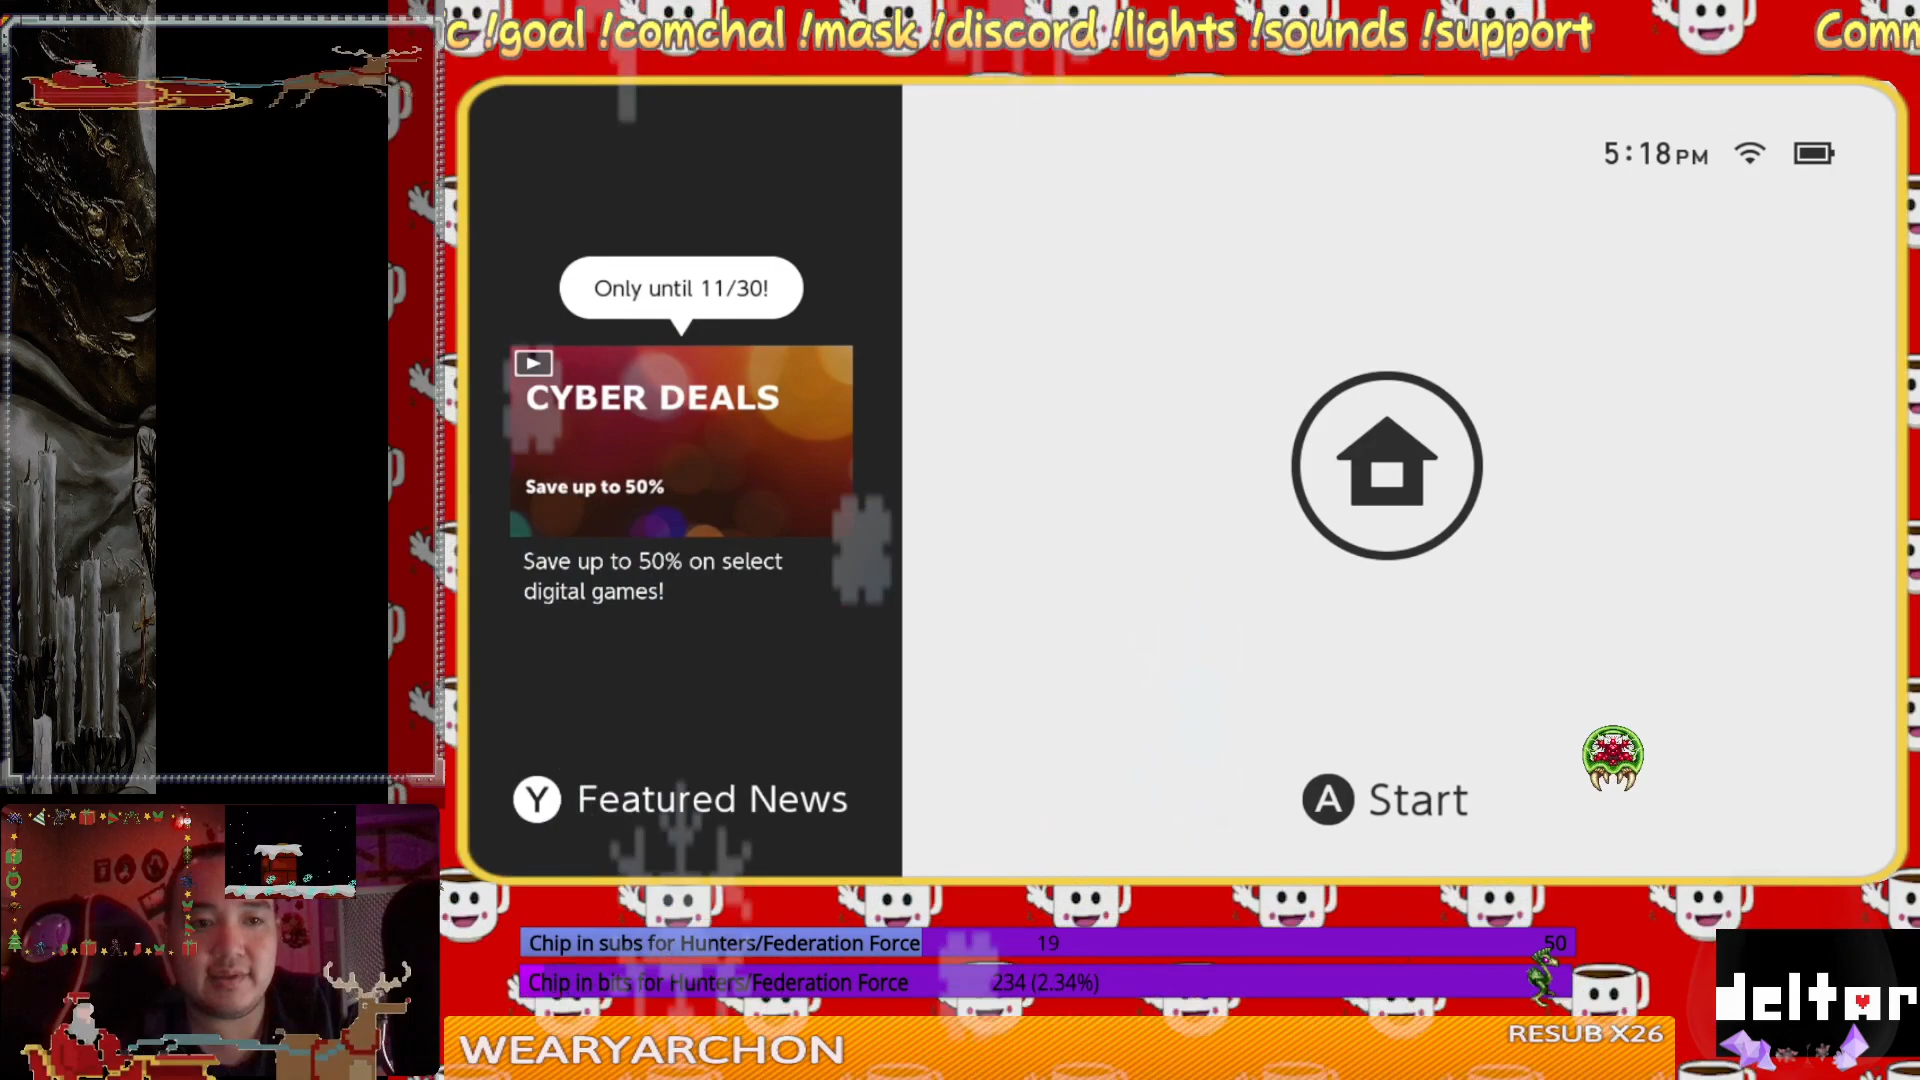 c !goal !comchal !mask !discord !lights !sounds !support
Comm
5:18 PM
Only until 11/30!
CYBER DEALS
Save up to 50%
Save up to 50% on select
digital games!
Y Featured News
A Start
Chip in subs for Hunters/Federation Force 19 50
Chip in bits for Hunters/Federation Force 234 (2.34%)
WEARYARCHON
RESUB X26